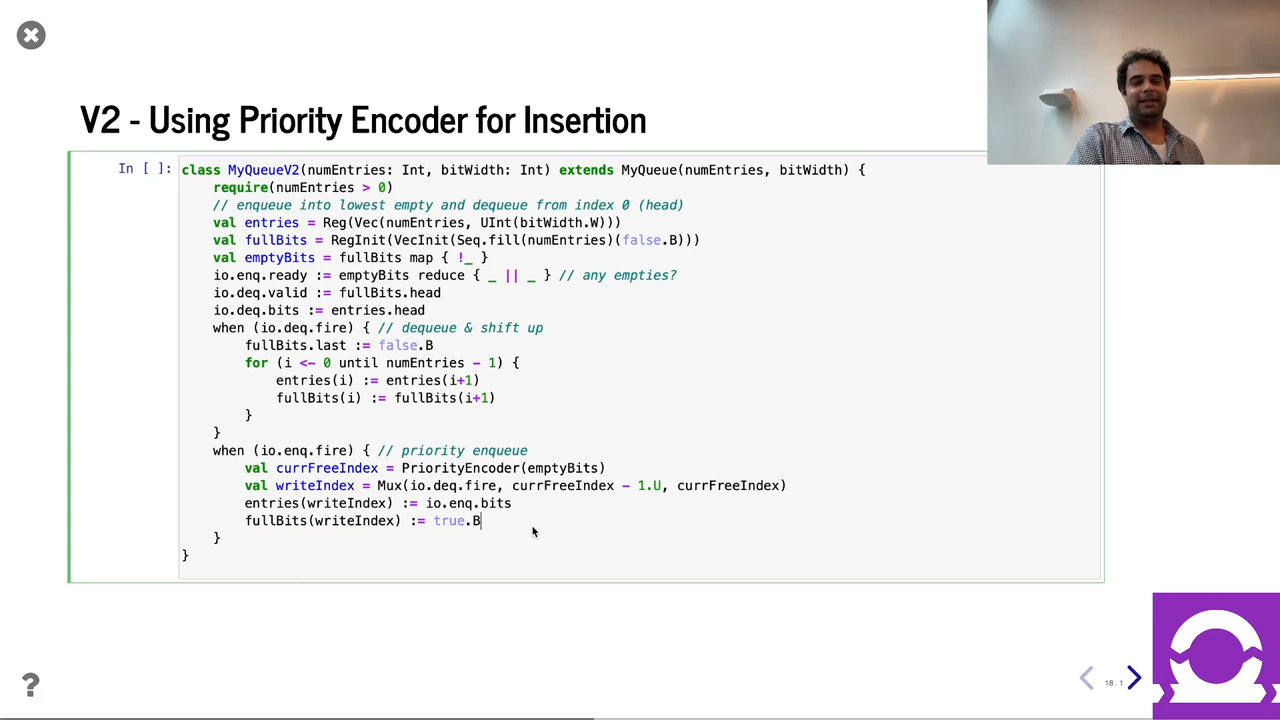 V2 - Using Priority Encoder for Insertion
In [ ]:
class MyQueueV2(numEntries: Int, bitWidth: Int) extends MyQueue(numEntries, bitWidth) {
    require(numEntries > 0)
    // enqueue into lowest empty and dequeue from index 0 (head)
    val entries = Reg(Vec(numEntries, UInt(bitWidth.W)))
    val fullBits = RegInit(VecInit(Seq.fill(numEntries)(false.B)))
    val emptyBits = fullBits map { !_ }
    io.enq.ready := emptyBits reduce { _ || _ } // any empties?
    io.deq.valid := fullBits.head
    io.deq.bits := entries.head
    when (io.deq.fire) { // dequeue & shift up
        fullBits.last := false.B
        for (i <- 0 until numEntries - 1) {
            entries(i) := entries(i+1)
            fullBits(i) := fullBits(i+1)
        }
    }
    when (io.enq.fire) { // priority enqueue
        val currFreeIndex = PriorityEncoder(emptyBits)
        val writeIndex = Mux(io.deq.fire, currFreeIndex - 1.U, currFreeIndex)
        entries(writeIndex) := io.enq.bits
        fullBits(writeIndex) := true.B
    }
}
?
18.1